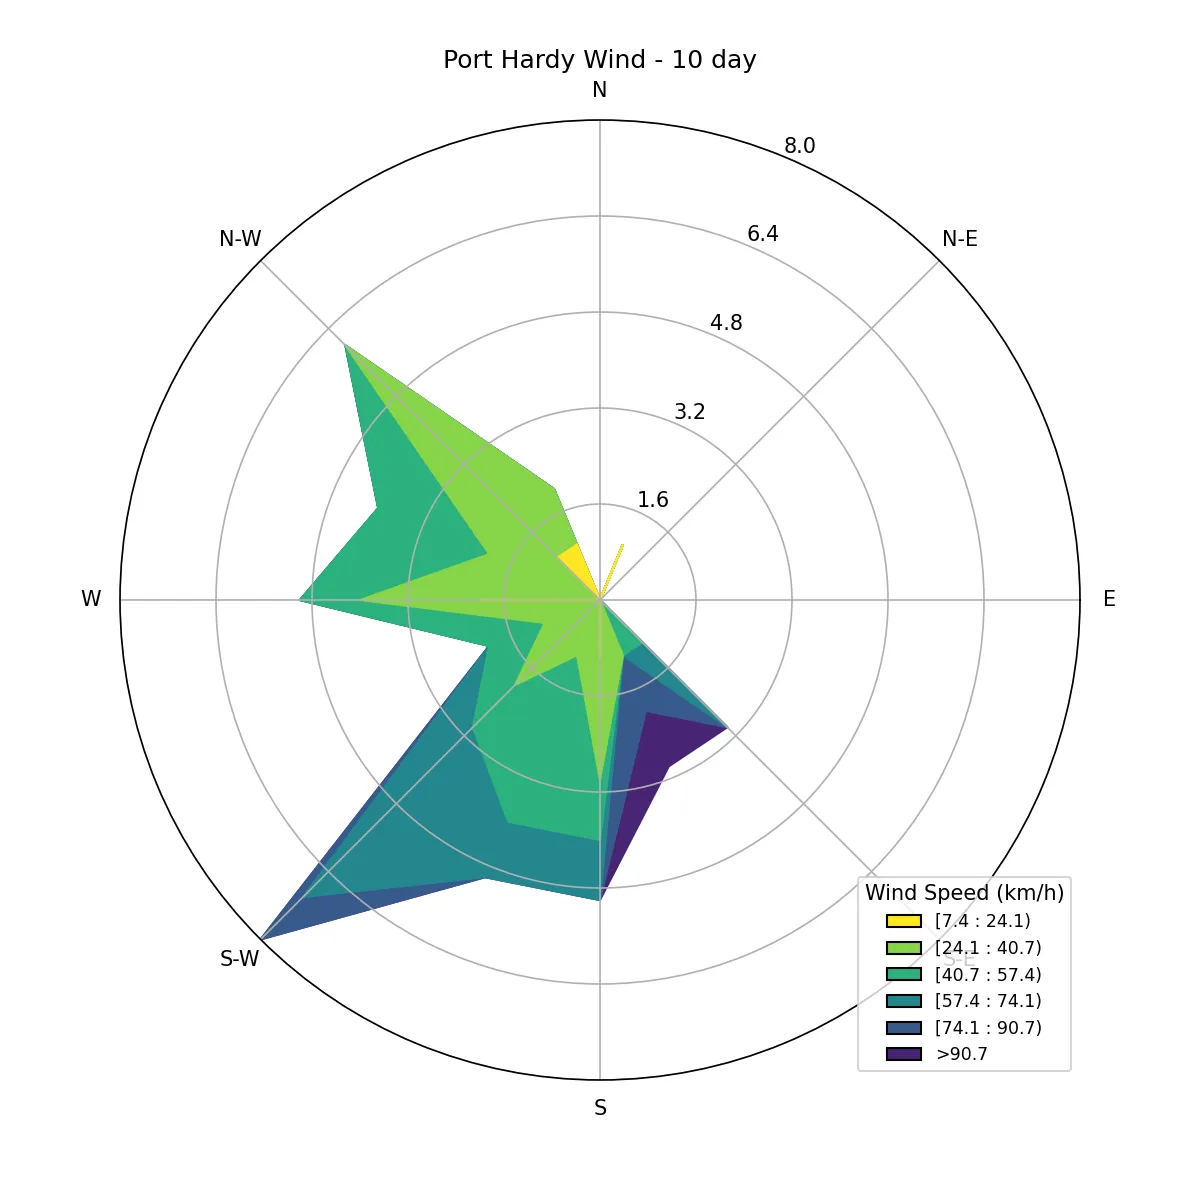 Port Hardy Wind - 10 day
N
8.0
N-W
N-E
6.4
4.8
3.2
1.6
W
E
S-W
S-E
S
Wind Speed (km/h)
[7.4 : 24.1)
[24.1 : 40.7)
[40.7 : 57.4)
[57.4 : 74.1)
[74.1 : 90.7)
>90.7